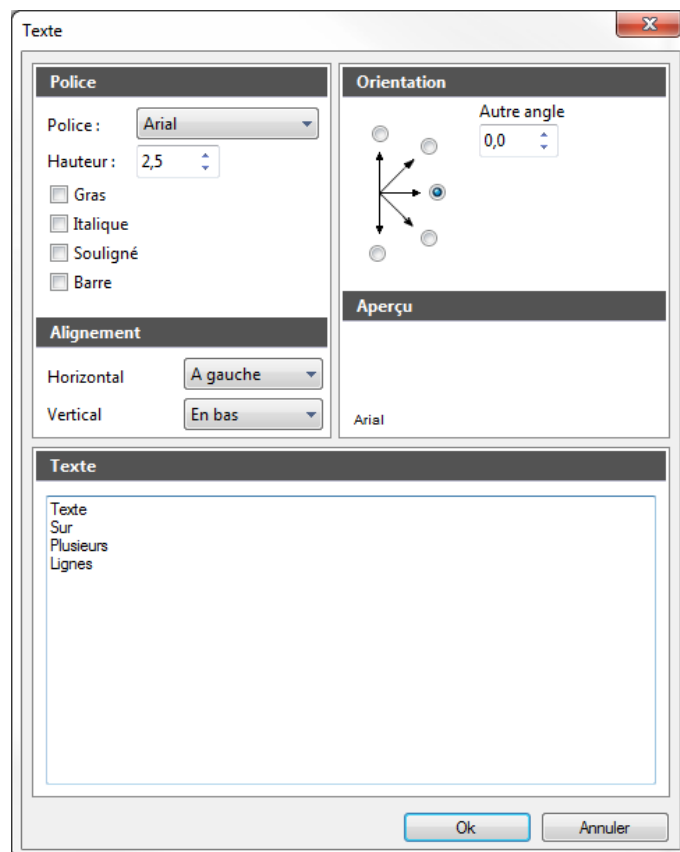 Texte
Police
Police : Arial
Hauteur : 2,5
Gras
Italique
Souligné
Barre
Alignement
Horizontal A gauche
Vertical En bas
Orientation
Autre angle
0,0
Aperçu
Arial
Texte
Texte
Sur
Plusieurs
Lignes
Ok Annuler